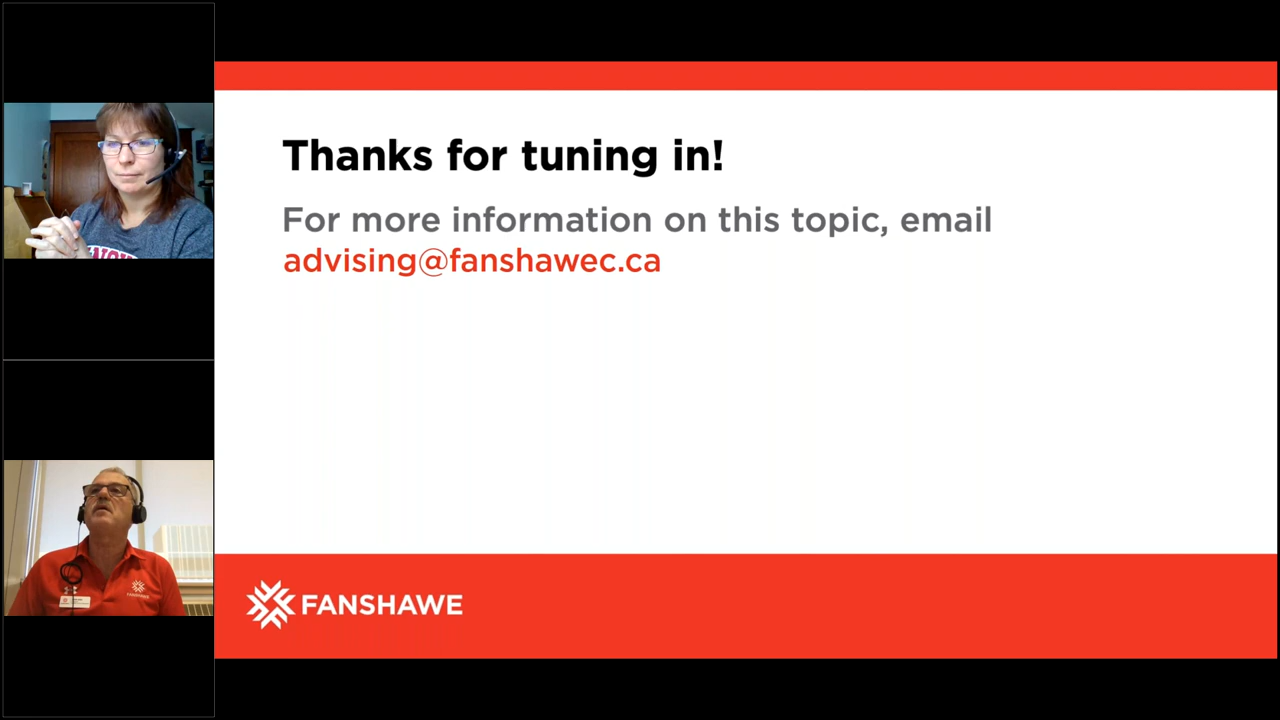 Thanks for tuning in!
For more information on this topic, email
advising@fanshawec.ca
FANSHAWE